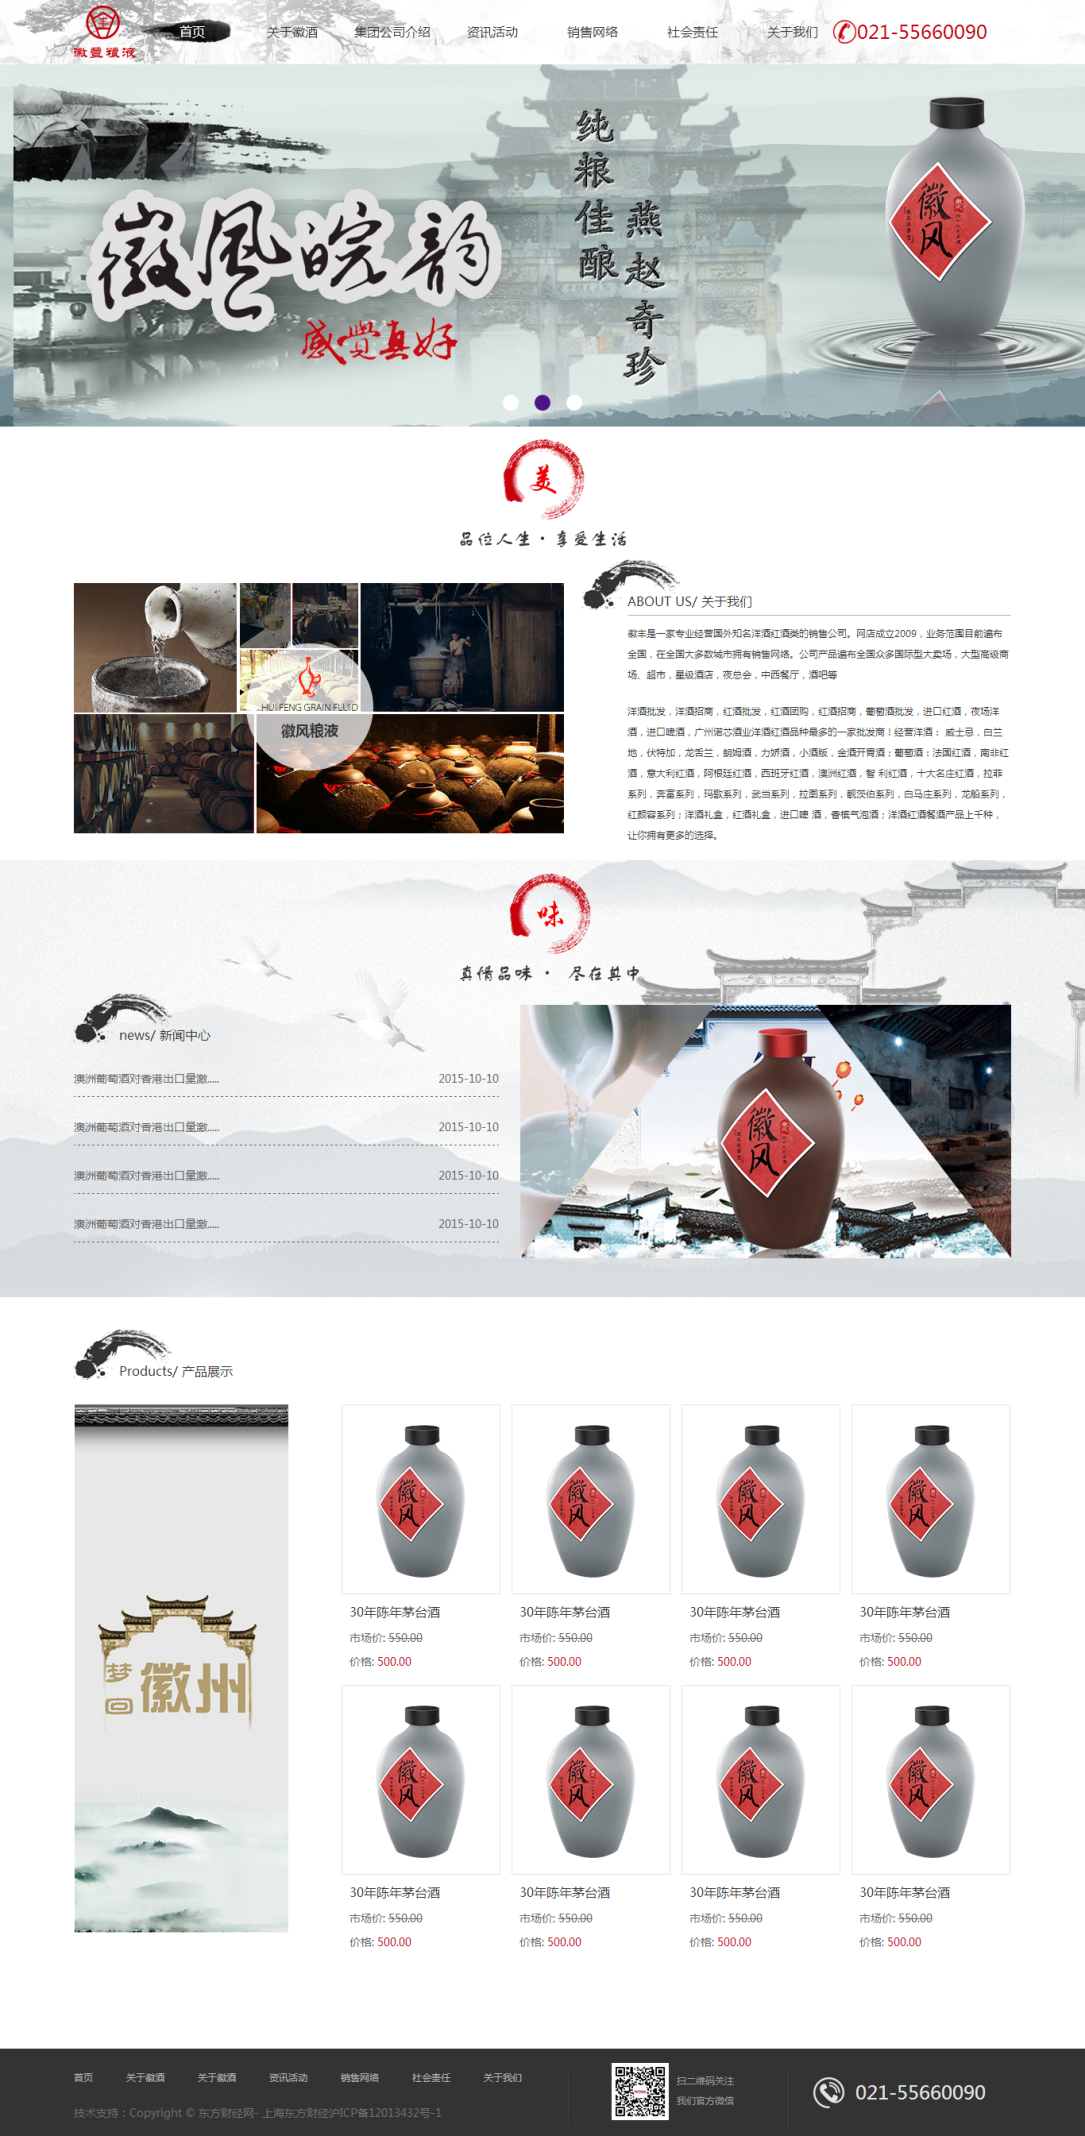 徽豐粮液
首页
关于徽酒
集团公司介绍
资讯活动
销售网络
社会责任
关于我们
021-55660090
纯粮佳酿
燕赵奇珍
徽风皖韵
感觉真好
徽风
美
品位人生·享受生活
HUI FENG GRAIN FLUID
徽风粮液
ABOUT US/ 关于我们
徽丰是一家专业经营国外知名洋酒红酒类的销售公司。网店成立2009，业务范围目前遍布
全国，在全国大多数城市拥有销售网络。公司产品遍布全国众多国际型大卖场，大型高级商
场、超市，星级酒店，夜总会，中西餐厅，酒吧等
洋酒批发，洋酒招商，红酒批发，红酒团购，红酒招商，葡萄酒批发，进口红酒，夜场洋
酒，进口啤酒，广州诺芯酒业洋酒红酒品种最多的一家批发商！经营洋酒： 威士忌，白兰
地，伏特加，龙舌兰，朗姆酒，力娇酒，小酒版，金酒开胃酒；葡萄酒：法国红酒，南非红
酒，意大利红酒，阿根廷红酒，西班牙红酒，澳洲红酒，智 利红酒，十大名庄红酒，拉菲
系列，奔富系列，玛歌系列，武当系列，拉图系列，靓茨伯系列，白马庄系列，龙船系列，
红颜容系列；洋酒礼盒，红酒礼盒，进口啤 酒，香槟气泡酒；洋酒红酒餐酒产品上千种，
让你拥有更多的选择。
味
真情品味 · 尽在其中
news/ 新闻中心
澳洲葡萄酒对香港出口量激..... 2015-10-10
澳洲葡萄酒对香港出口量激..... 2015-10-10
澳洲葡萄酒对香港出口量激..... 2015-10-10
澳洲葡萄酒对香港出口量激..... 2015-10-10
徽风
Products/ 产品展示
梦回徽州
徽风 徽风 徽风 徽风
30年陈年茅台酒 30年陈年茅台酒 30年陈年茅台酒 30年陈年茅台酒
市场价: 550.00 市场价: 550.00 市场价: 550.00 市场价: 550.00
价格: 500.00 价格: 500.00 价格: 500.00 价格: 500.00
徽风 徽风 徽风 徽风
30年陈年茅台酒 30年陈年茅台酒 30年陈年茅台酒 30年陈年茅台酒
市场价: 550.00 市场价: 550.00 市场价: 550.00 市场价: 550.00
价格: 500.00 价格: 500.00 价格: 500.00 价格: 500.00
首页 关于徽酒 关于徽酒 资讯活动 销售网络 社会责任 关于我们
技术支持：Copyright © 东方财经网- 上海东方财经沪ICP备12013432号-1
扫二维码关注
我们官方微信
021-55660090